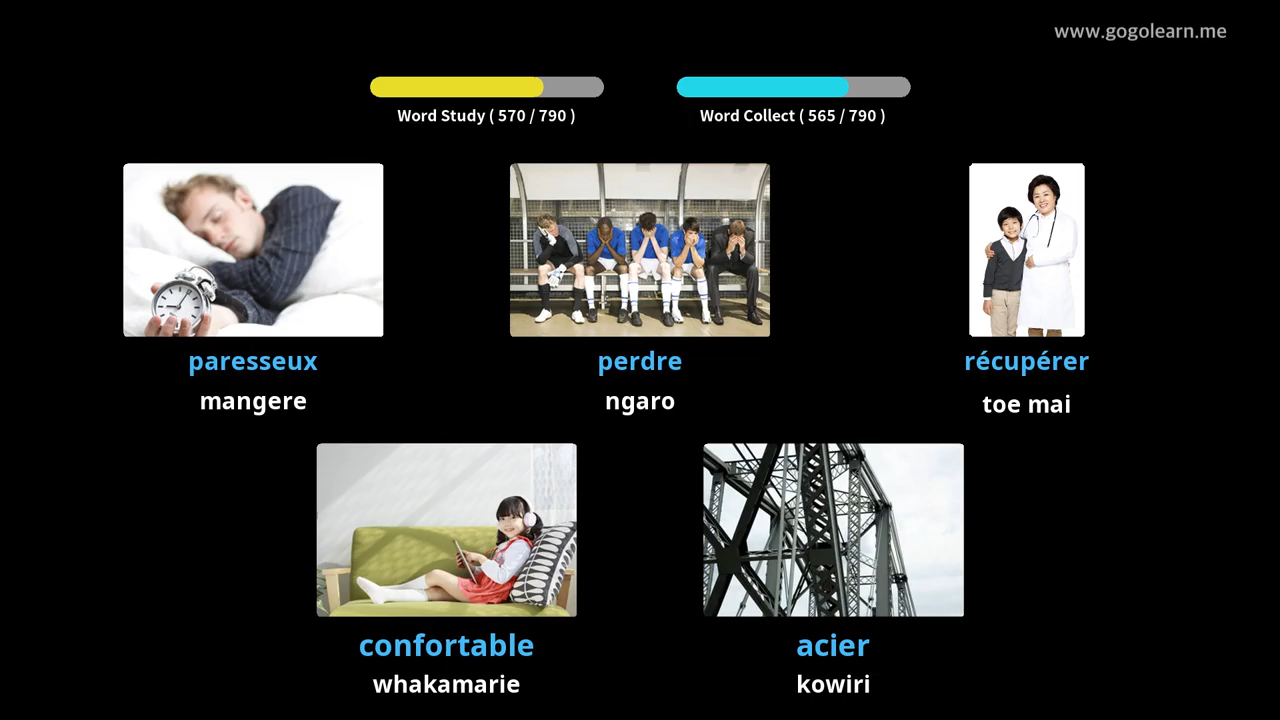 www.gogolearn.me
Word Study ( 570 / 790 )
Word Collect ( 565 / 790 )
paresseux
mangere
perdre
ngaro
récupérer
toe mai
confortable
whakamarie
acier
kowiri